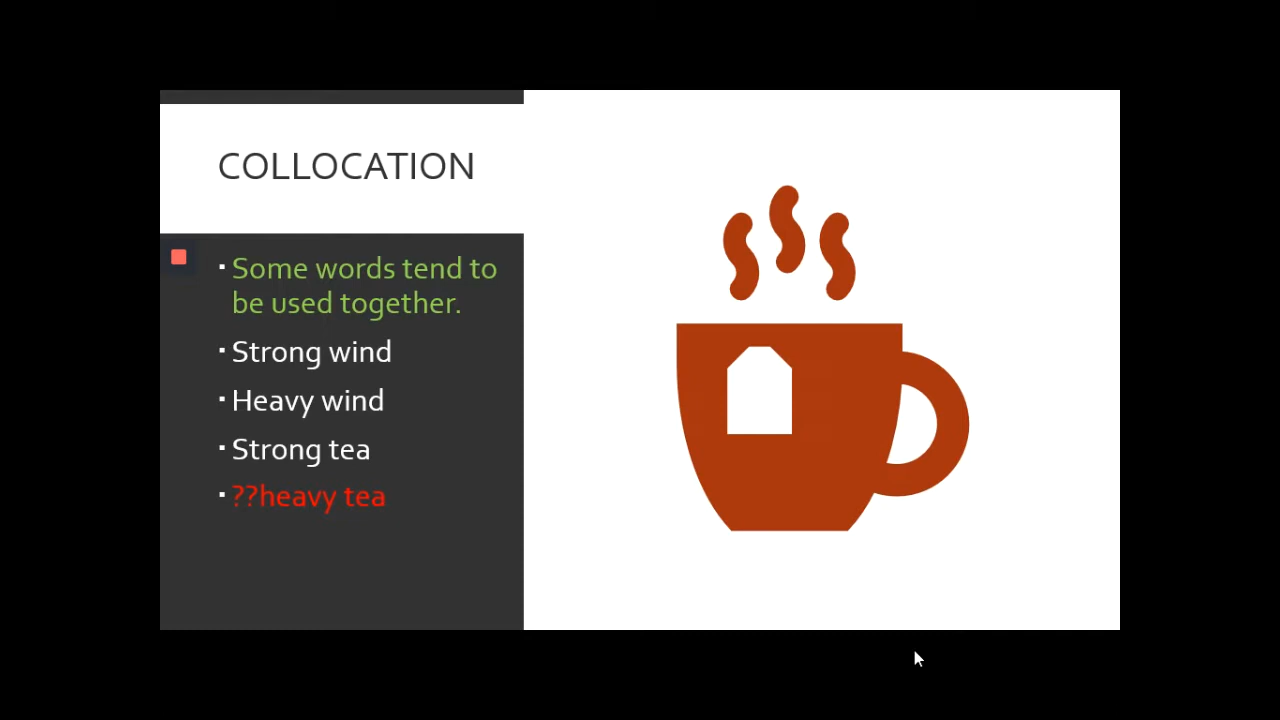 COLLOCATION
▪ Some words tend to
be used together.
▪ Strong wind
▪ Heavy wind
▪ Strong tea
▪ ??heavy tea